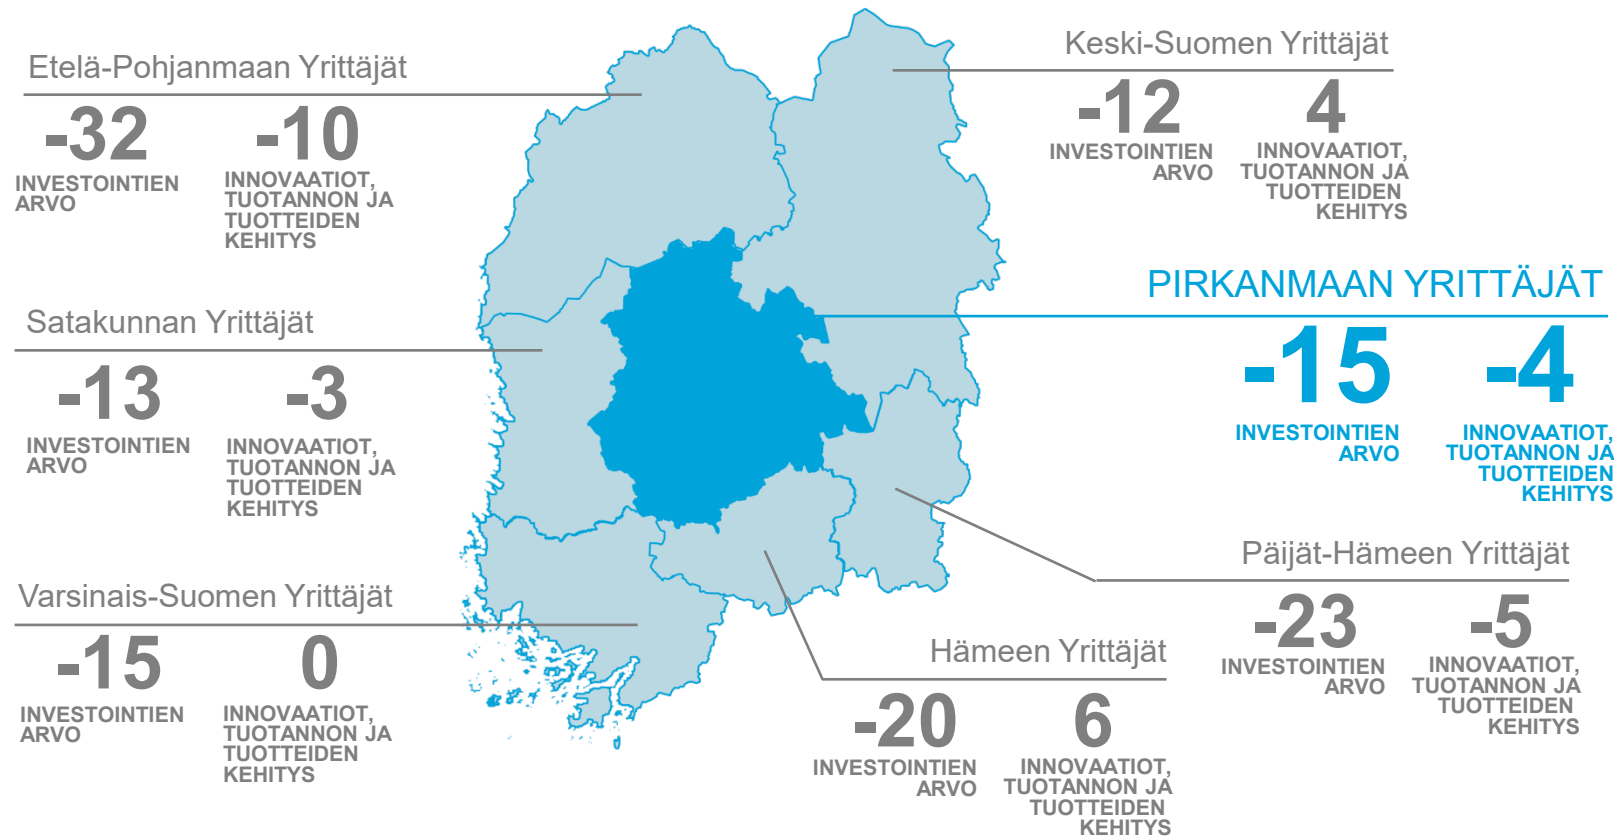 Etelä-Pohjanmaan Yrittäjät
-32
INVESTOINTIEN
ARVO
-10
INNOVAATIOT,
TUOTANNON JA
TUOTTEIDEN
KEHITYS
Keski-Suomen Yrittäjät
-12
INVESTOINTIEN
ARVO
4
INNOVAATIOT,
TUOTANNON JA
TUOTTEIDEN
KEHITYS
PIRKANMAAN YRITTÄJÄT
-15
INVESTOINTIEN
ARVO
-4
INNOVAATIOT,
TUOTANNON JA
TUOTTEIDEN
KEHITYS
Satakunnan Yrittäjät
-13
INVESTOINTIEN
ARVO
-3
INNOVAATIOT,
TUOTANNON JA
TUOTTEIDEN
KEHITYS
Päijät-Hämeen Yrittäjät
-23
INVESTOINTIEN
ARVO
-5
INNOVAATIOT,
TUOTANNON JA
TUOTTEIDEN
KEHITYS
Varsinais-Suomen Yrittäjät
-15
INVESTOINTIEN
ARVO
0
INNOVAATIOT,
TUOTANNON JA
TUOTTEIDEN
KEHITYS
Hämeen Yrittäjät
-20
INVESTOINTIEN
ARVO
6
INNOVAATIOT,
TUOTANNON JA
TUOTTEIDEN
KEHITYS